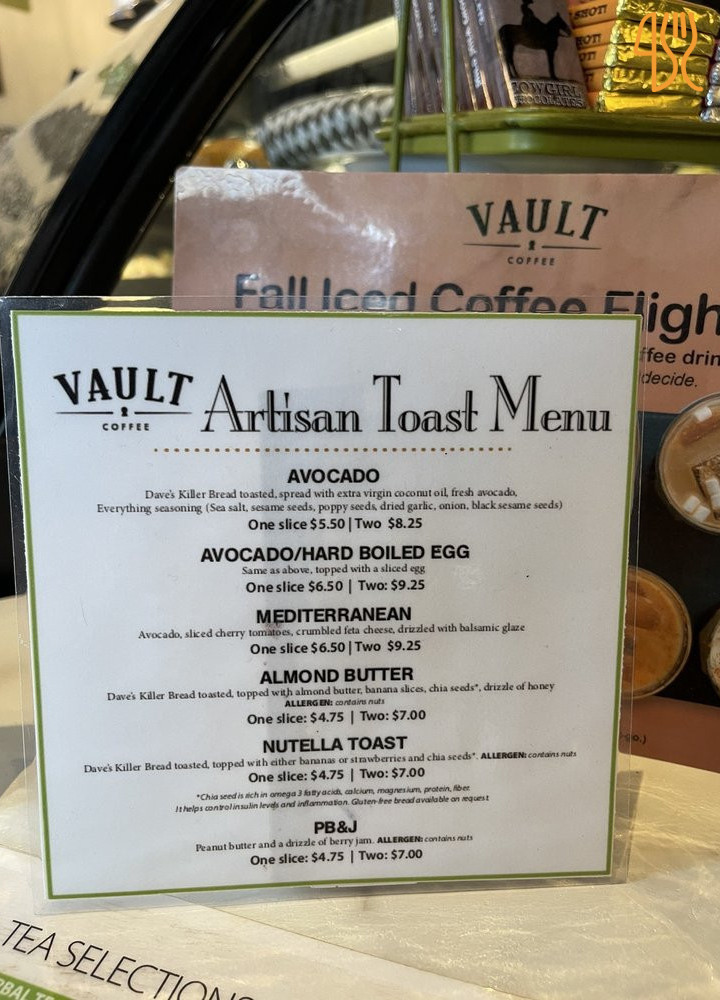 SHOT!
SHOT!
COWGIRL
CHOCOLATES
VAULT
COFFEE
Fall Iced Coffee Fligh
ffee drin
decide.
VAULT
COFFEE
Artisan Toast Menu
AVOCADO
Dave's Killer Bread toasted, spread with extra virgin coconut oil, fresh avocado,
Everything seasoning (Sea salt, sesame seeds, poppy seeds, dried garlic, onion, black sesame seeds)
One slice $5.50 | Two $8.25
AVOCADO/HARD BOILED EGG
Same as above, topped with a sliced egg
One slice $6.50 | Two: $9.25
MEDITERRANEAN
Avocado, sliced cherry tomatoes, crumbled feta cheese, drizzled with balsamic glaze
One slice $6.50 | Two $9.25
ALMOND BUTTER
Dave's Killer Bread toasted, topped with almond butter, banana slices, chia seeds*, drizzle of honey
ALLERGEN: contains nuts
One slice: $4.75 | Two: $7.00
NUTELLA TOAST
Dave's Killer Bread toasted, topped with either bananas or strawberries and chia seeds*. ALLERGEN: contains nuts
One slice: $4.75 | Two: $7.00
*Chia seed is rich in omega 3 fatty acids, calcium, magnesium, protein, fiber.
It helps control insulin levels and inflammation. Gluten-free bread available on request
PB&J
Peanut butter and a drizzle of berry jam. ALLERGEN: contains nuts
One slice: $4.75 | Two: $7.00
TEA SELECTIONS